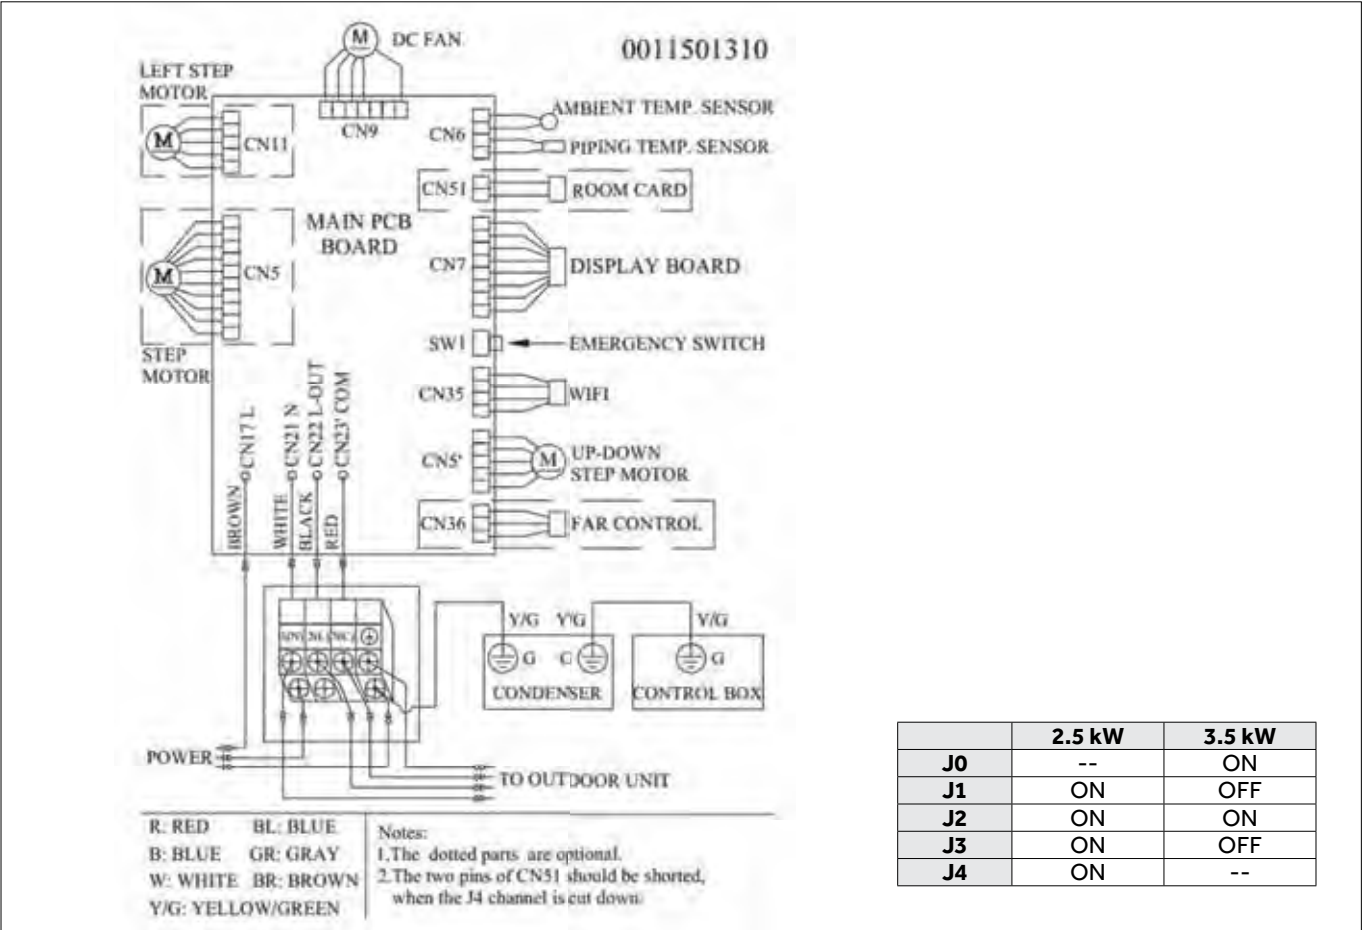 M DC FAN
0011501310
LEFT STEP
MOTOR
M
CN11
CN9
CN6
AMBIENT TEMP. SENSOR
PIPING TEMP. SENSOR
CN51
ROOM CARD
MAIN PCB
BOARD
M
CN5
CN7
DISPLAY BOARD
STEP
MOTOR
SW1
EMERGENCY SWITCH
CN35
WIFI
CN5'
M
UP-DOWN
STEP MOTOR
CN36
FAR CONTROL
CN17 L
CN21 N
CN22 L-OUT
CN23' COM
BROWN
WHITE
BLACK
RED
Y/G
Y/G
Y/G
G
C
G
CONDENSER
CONTROL BOX
POWER
TO OUTDOOR UNIT
R: RED BL: BLUE
B: BLUE GR: GRAY
W: WHITE BR: BROWN
Y/G: YELLOW/GREEN
Notes:
1.The dotted parts are optional.
2.The two pins of CN51 should be shorted,
when the J4 channel is cut down.
2.5 kW 3.5 kW
J0 -- ON
J1 ON OFF
J2 ON ON
J3 ON OFF
J4 ON --